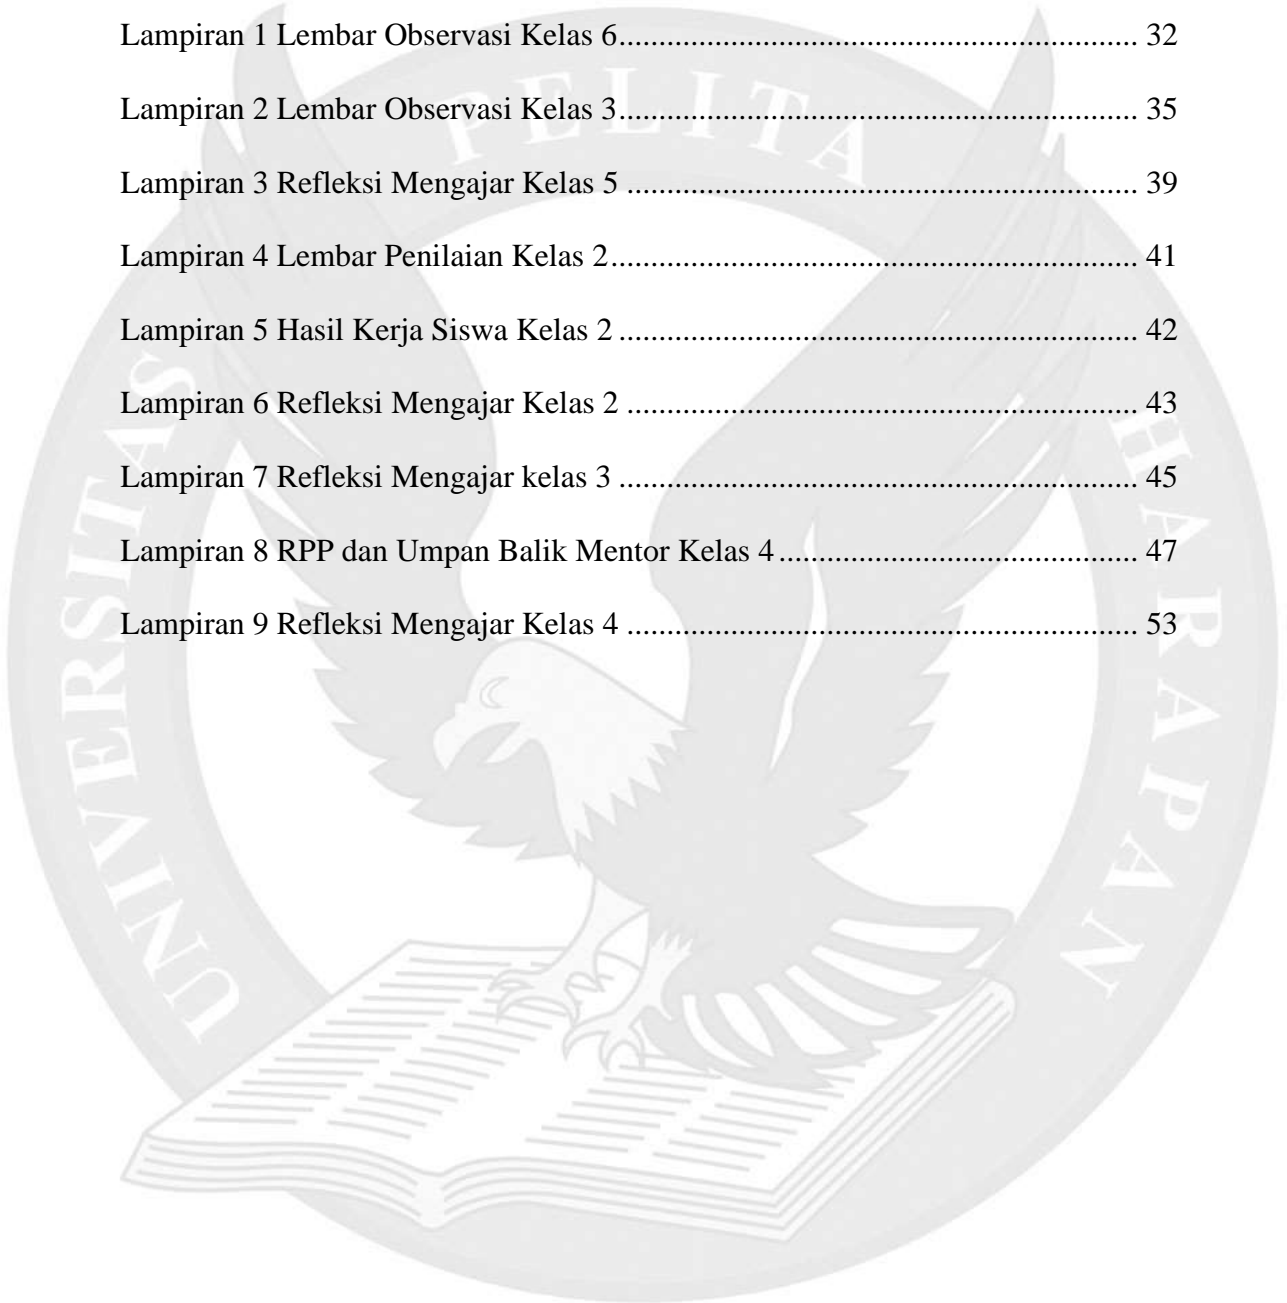 Lampiran 1 Lembar Observasi Kelas 6................................................................ 32
Lampiran 2 Lembar Observasi Kelas 3................................................................ 35
Lampiran 3 Refleksi Mengajar Kelas 5 ............................................................... 39
Lampiran 4 Lembar Penilaian Kelas 2................................................................. 41
Lampiran 5 Hasil Kerja Siswa Kelas 2 ................................................................ 42
Lampiran 6 Refleksi Mengajar Kelas 2 ............................................................... 43
Lampiran 7 Refleksi Mengajar kelas 3 ................................................................ 45
Lampiran 8 RPP dan Umpan Balik Mentor Kelas 4 ............................................ 47
Lampiran 9 Refleksi Mengajar Kelas 4 ............................................................... 53
UNIVERSITAS PELITA HARAPAN